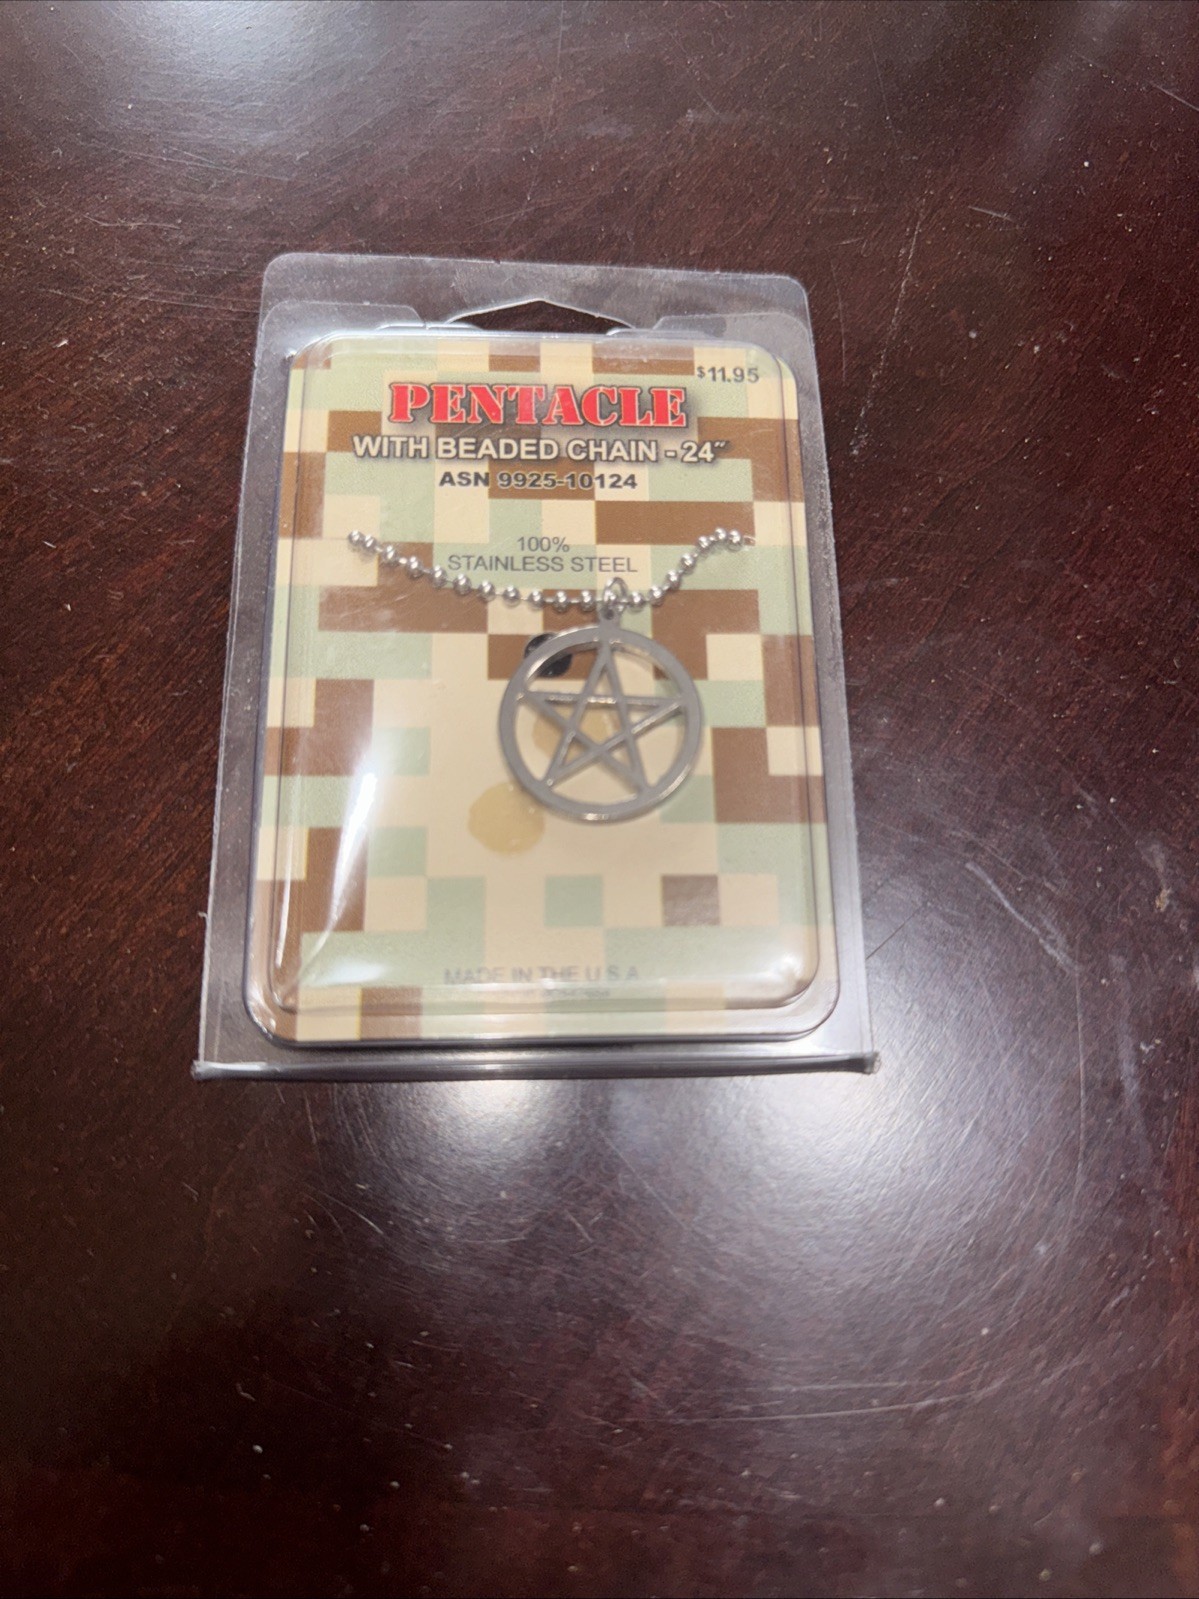 $11.95
PENTACLE
WITH BEADED CHAIN - 24″
ASN 9925-10124
100%
STAINLESS STEEL
MADE IN THE U S A